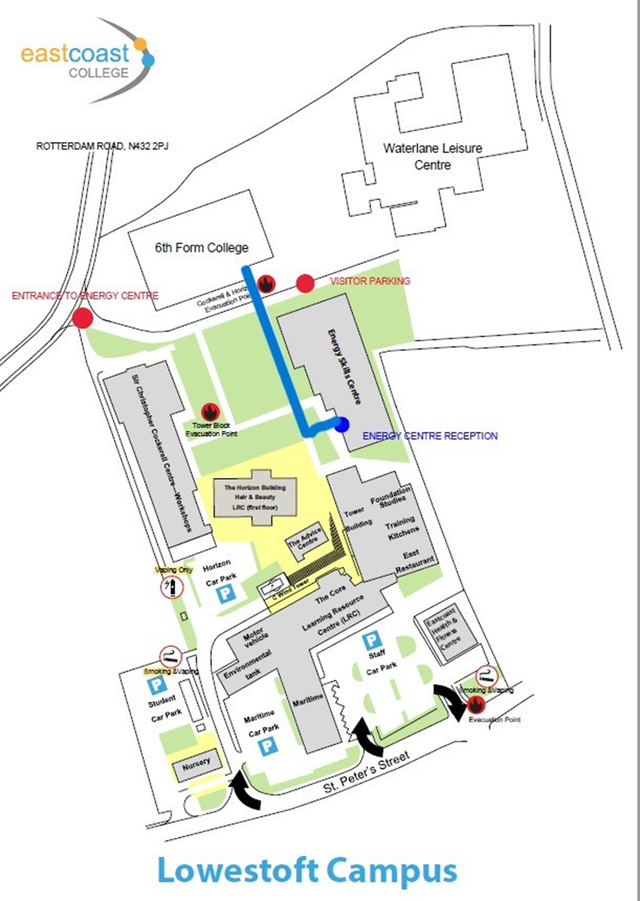 eastcoast
COLLEGE
ROTTERDAM ROAD, N432 2PJ
Waterlane Leisure
Centre
6th Form College
Cockerell & Horiz
Evacuation Poin
VISITOR PARKING
ENTRANCE TO ENERGY CENTRE
Energy Skills Centre
Sir Christopher Cockerell Centre - Workshops
Tower Block
Evacuation Point
ENERGY CENTRE RECEPTION
The Horizon Building
Hair & Beauty
LRC (first floor)
Tower
Building
Foundation
Studies
Training
Kitchens
East
Restaurant
The Advice
Centre
Vaping Only
Horizon
Car Park
P
C Wind Tower
The Core
Learning Resource
Centre (LRC)
Motor
vehicle
Environmental
tank
Maritime
P
Staff
Car Park
Eastcoast
Health &
Fitness
Centre
Smoking &Vaping
P
Student
Car Park
Maritime
Car Park
P
Smoking &Vaping
Evacuation Point
Nursery
St. Peter's Street
Lowestoft Campus